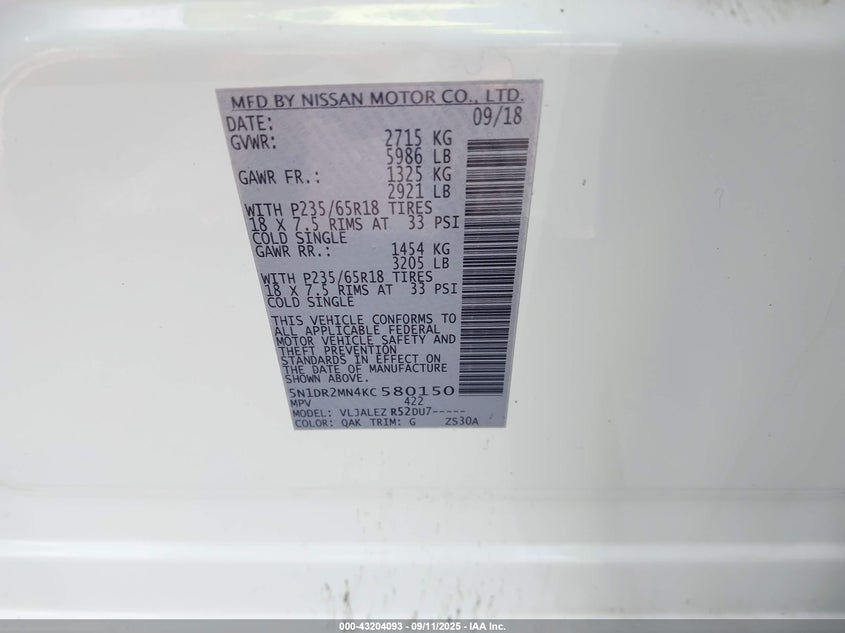 MFD BY NISSAN MOTOR CO., LTD.
DATE: 09/18
GVWR: 2715 KG
5986 LB
GAWR FR.: 1325 KG
2921 LB
WITH P235/65R18 TIRES
18 X 7.5 RIMS AT 33 PSI
COLD SINGLE
GAWR RR.: 1454 KG
3205 LB
WITH P235/65R18 TIRES
18 X 7.5 RIMS AT 33 PSI
COLD SINGLE
THIS VEHICLE CONFORMS TO
ALL APPLICABLE FEDERAL
MOTOR VEHICLE SAFETY AND
THEFT PREVENTION
STANDARDS IN EFFECT ON
THE DATE OF MANUFACTURE
SHOWN ABOVE.
5N1DR2MN4KC 580150
MPV 422
MODEL: VLJALEZ R52DU7-----
COLOR: QAK TRIM: G ZS30A
000-43204093 - 09/11/2025 - IAA Inc.